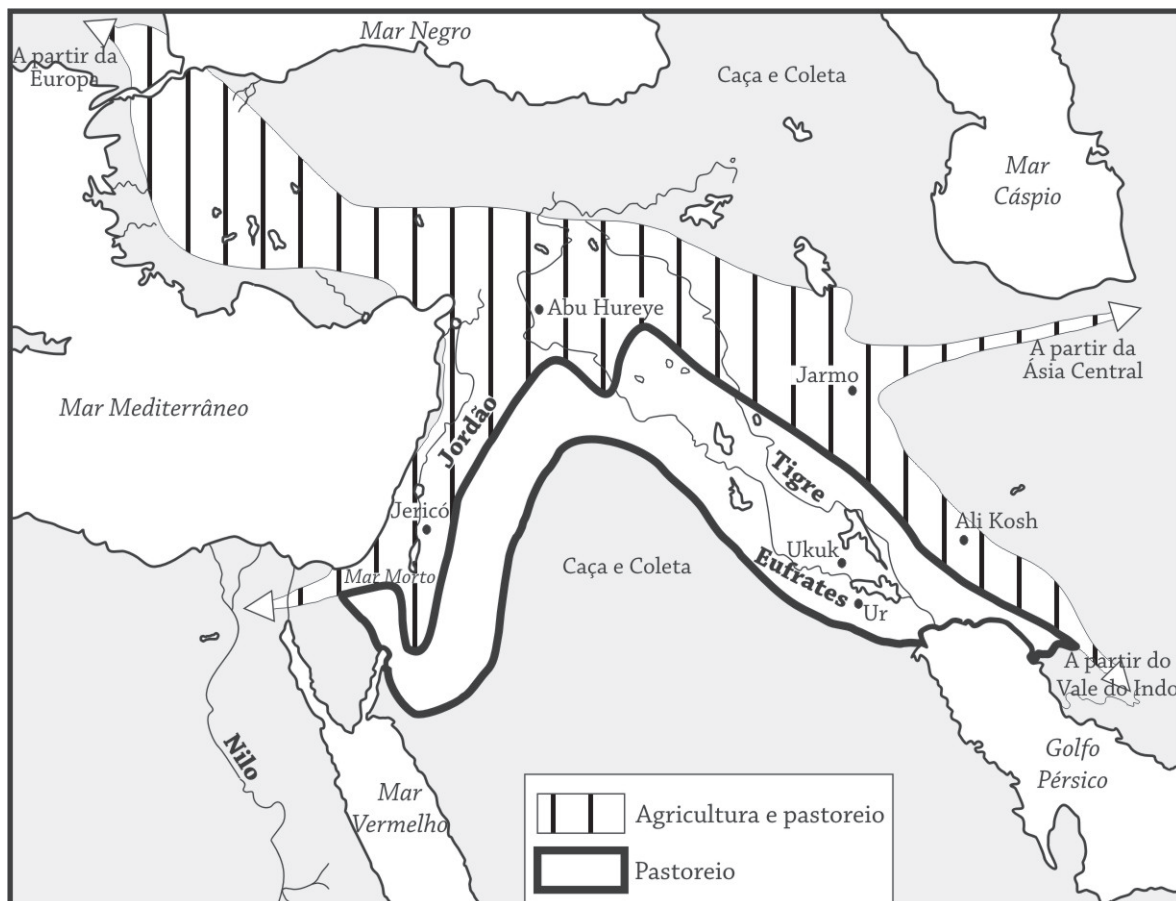 Mar Negro
A partir da
Europa
Caça e Coleta
Mar
Cáspio
Abu Hureye
A partir da
Ásia Central
Jarmo
Mar Mediterrâneo
Jordão
Tigre
Jericó
Ali Kosh
Ukuk
Caça e Coleta
Mar Morto
Eufrates
Ur
A partir do
Vale do Indo
Nilo
Golfo
Pérsico
Mar
Vermelho
Agricultura e pastoreio
Pastoreio